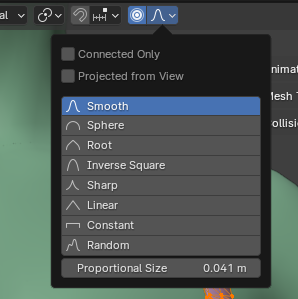 al
Connected Only
Projected from View
Smooth
Sphere
Root
Inverse Square
Sharp
Linear
Constant
Random
Proportional Size 0.041 m
nimat
Mesh T
ollisi